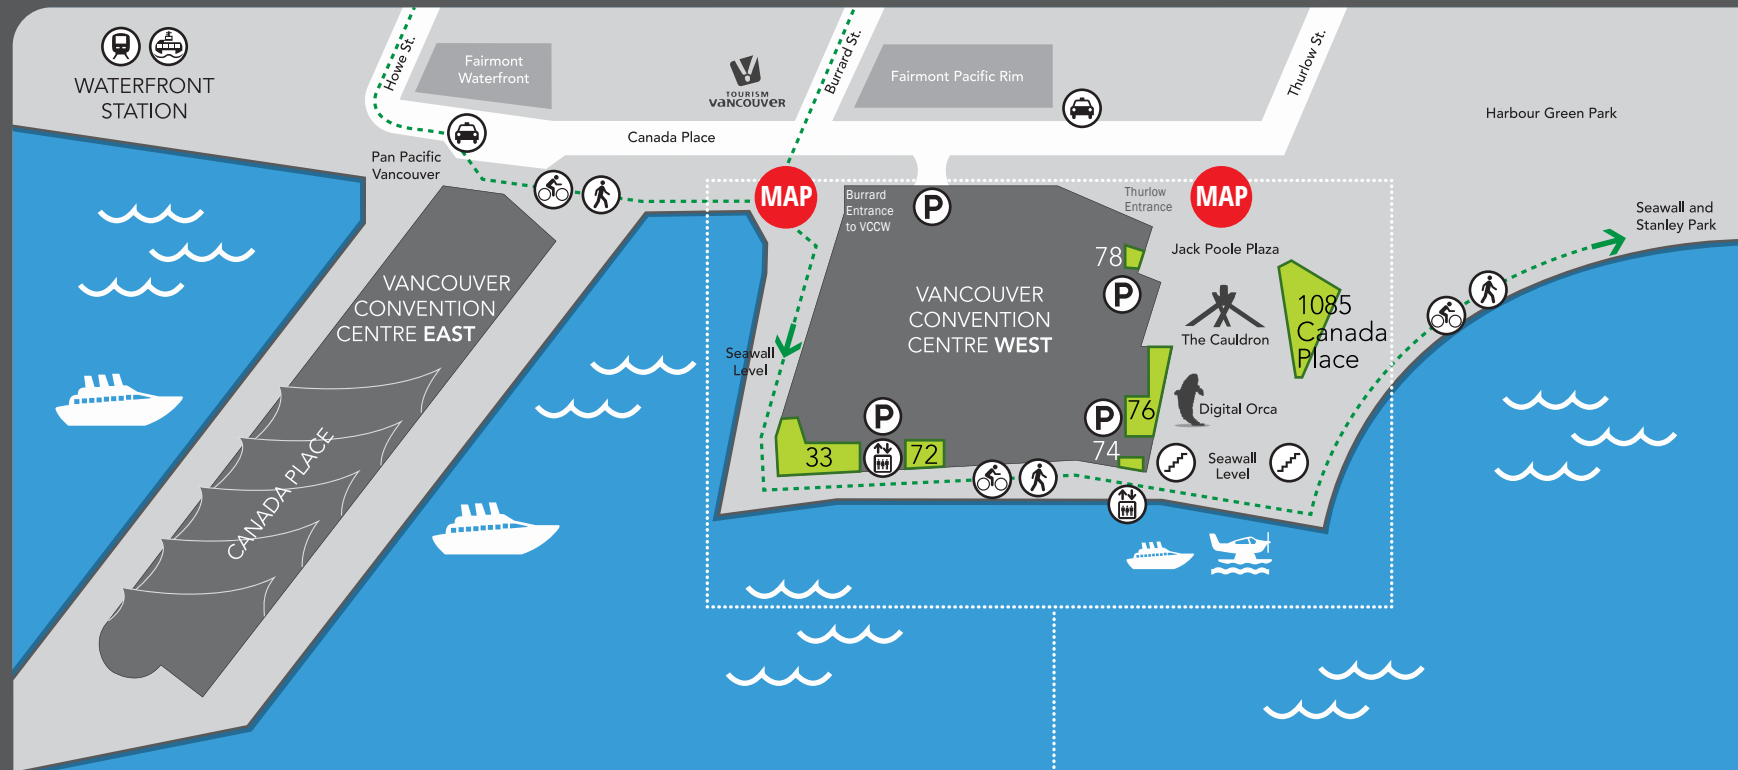 WATERFRONT
STATION
Howe St.
Fairmont
Waterfront
TOURISM
VANCOUVER
Burrard St.
Fairmont Pacific Rim
Thurlow St.
Harbour Green Park
Canada Place
Pan Pacific
Vancouver
MAP
Burrard
Entrance
to VCCW
P
Thurlow
Entrance
MAP
Seawall and
Stanley Park
Jack Poole Plaza
78
P
VANCOUVER
CONVENTION
CENTRE EAST
VANCOUVER
CONVENTION
CENTRE WEST
1085
Canada
Place
The Cauldron
Seawall
Level
CANADA PLACE
P
P
76
Digital Orca
33
72
74
Seawall
Level